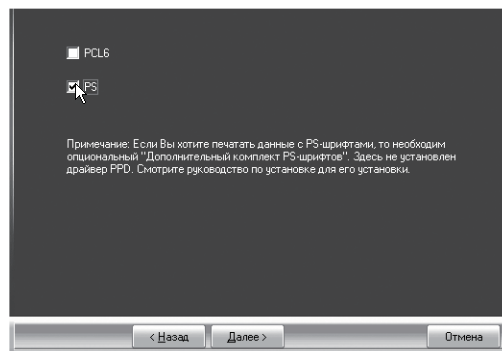 PCL6
PS
Примечание: Если Вы хотите печатать данные с PS-шрифтами, то необходим
опциональный "Дополнительный комплект PS-шрифтов". Здесь не установлен
драйвер PPD. Смотрите руководство по установке для его установки.
< Назад Далее > Отмена